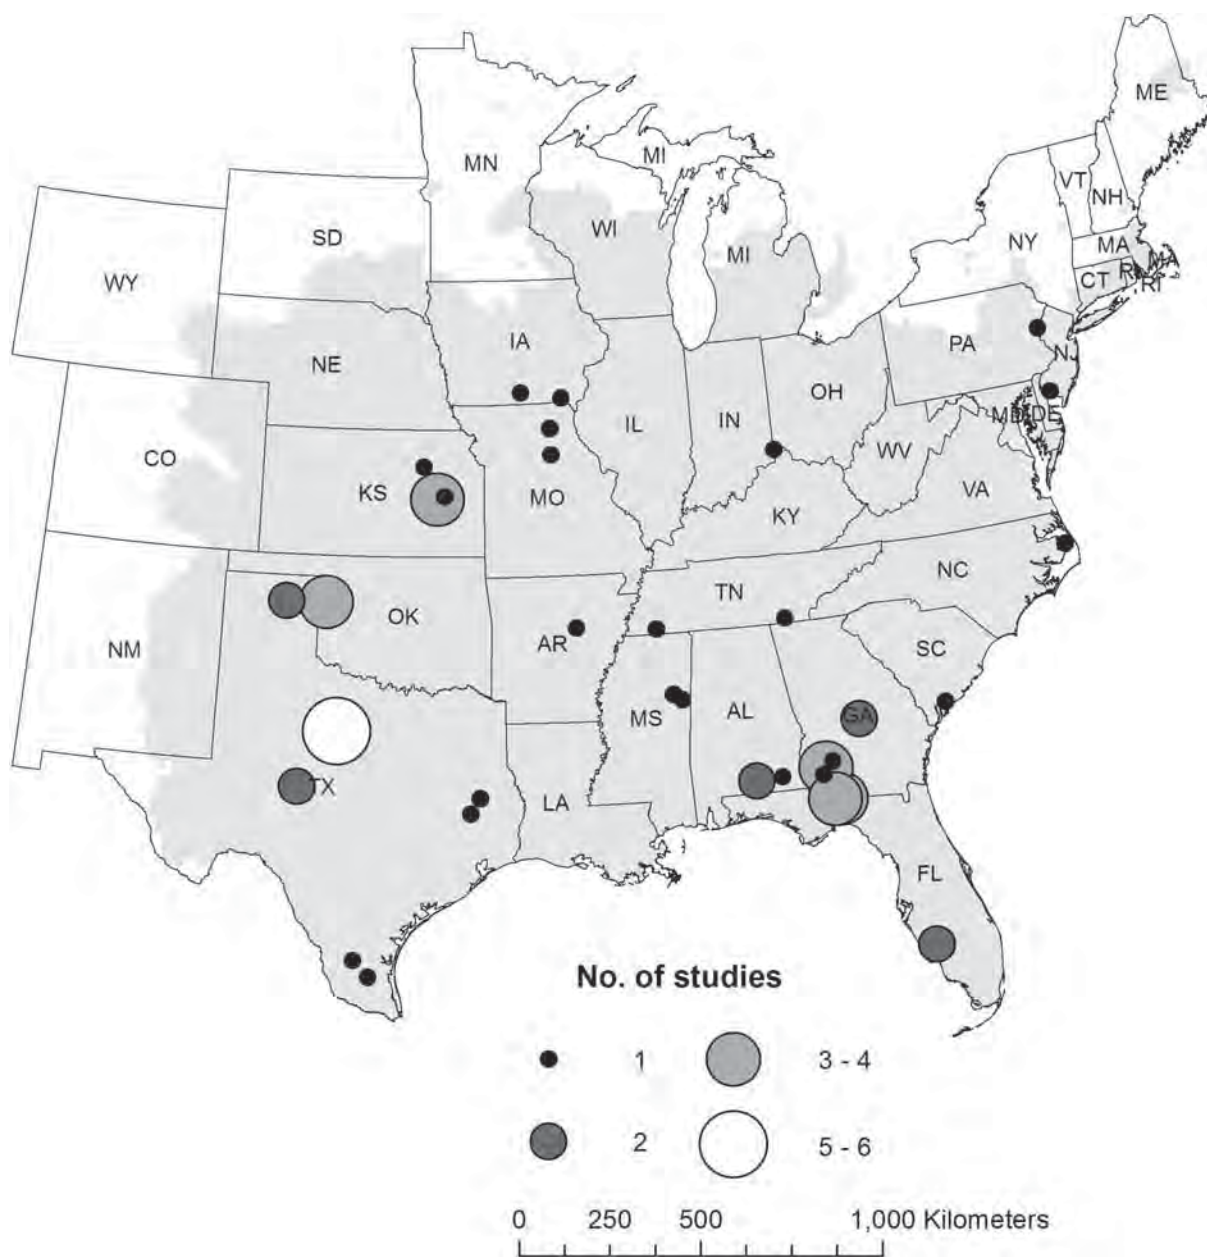 ME
MN
MI
VT
NH
WI
SD
NY
MA
MA
MI
WY
CT
RI
RI
IA
PA
NE
NJ
OH
IL
IN
MD
DE
CO
WV
KS
MO
VA
KY
NC
TN
OK
AR
NM
SC
MS
AL
GA
TX
LA
FL
No. of studies
1
3 - 4
2
5 - 6
0 250 500 1,000 Kilometers